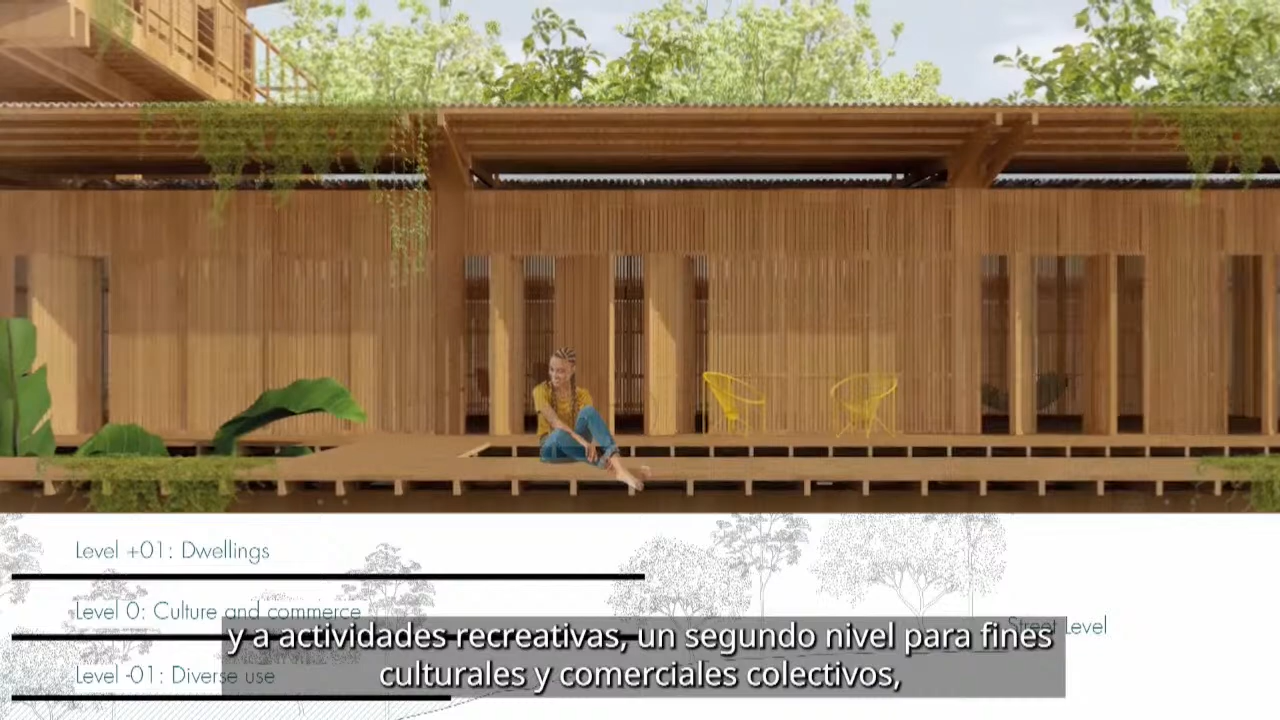 Level +01: Dwellings
Level 0: Culture and commerce
Street Level
y a actividades recreativas, un segundo nivel para fines
culturales y comerciales colectivos,
Level -01: Diverse use